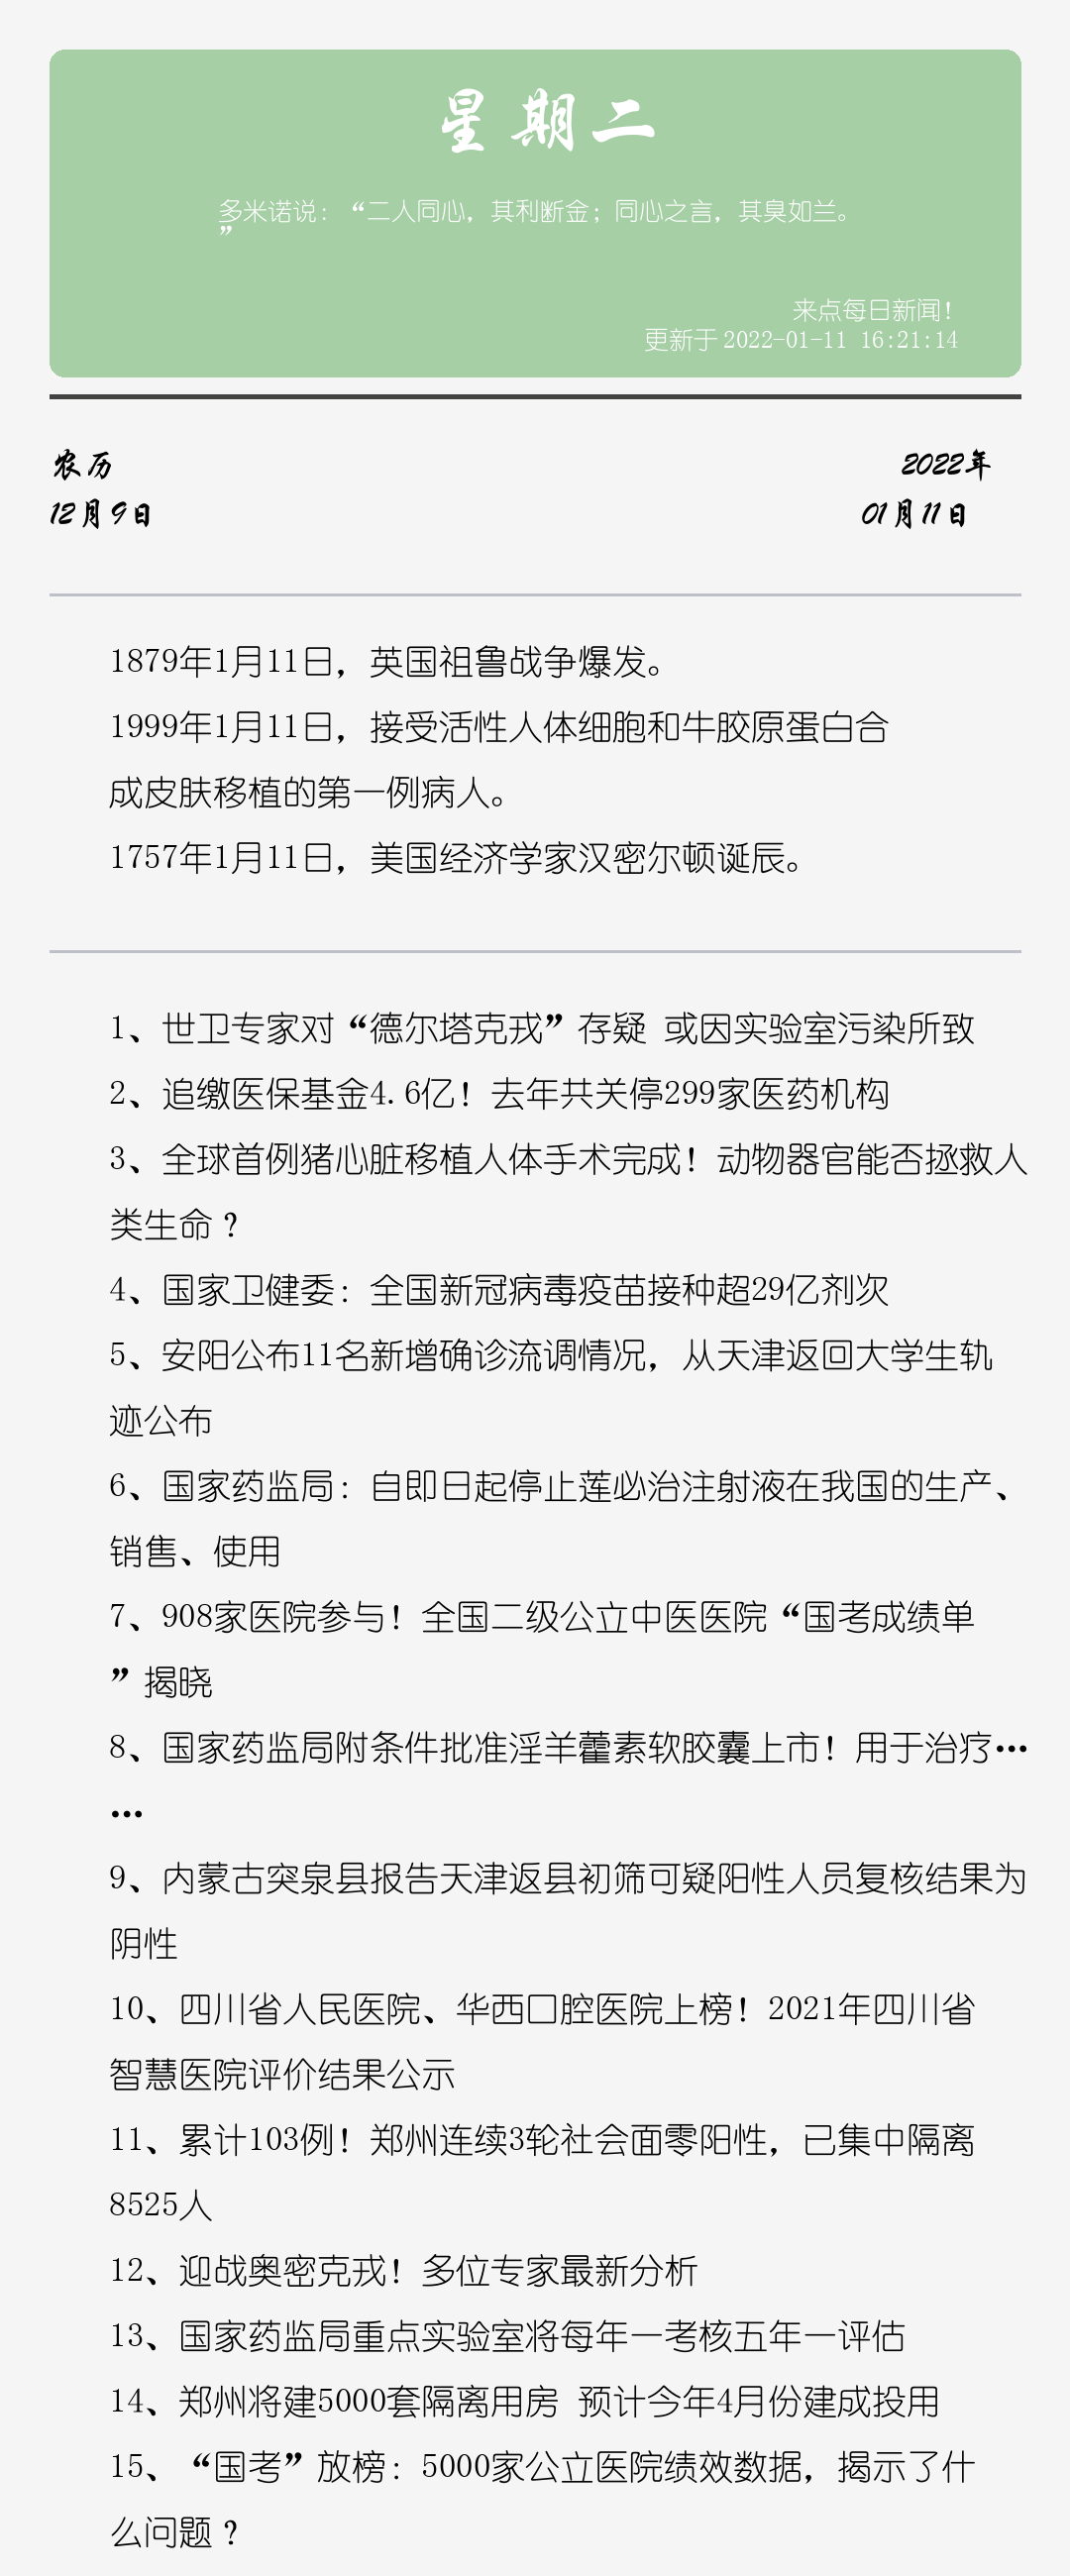 星期二
多米诺说：“二人同心，其利断金；同心之言，其臭如兰。
”
来点每日新闻！
更新于 2022-01-11 16:21:14
农历
2022年
12月9日
01月11日
1879年1月11日，英国祖鲁战争爆发。
1999年1月11日，接受活性人体细胞和牛胶原蛋白合
成皮肤移植的第一例病人。
1757年1月11日，美国经济学家汉密尔顿诞辰。
1、世卫专家对“德尔塔克戎”存疑 或因实验室污染所致
2、追缴医保基金4.6亿！去年共关停299家医药机构
3、全球首例猪心脏移植人体手术完成！动物器官能否拯救人
类生命？
4、国家卫健委：全国新冠病毒疫苗接种超29亿剂次
5、安阳公布11名新增确诊流调情况，从天津返回大学生轨
迹公布
6、国家药监局：自即日起停止莲必治注射液在我国的生产、
销售、使用
7、908家医院参与！全国二级公立中医医院“国考成绩单
”揭晓
8、国家药监局附条件批准淫羊藿素软胶囊上市！用于治疗…
…
9、内蒙古突泉县报告天津返县初筛可疑阳性人员复核结果为
阴性
10、四川省人民医院、华西口腔医院上榜！2021年四川省
智慧医院评价结果公示
11、累计103例！郑州连续3轮社会面零阳性，已集中隔离
8525人
12、迎战奥密克戎！多位专家最新分析
13、国家药监局重点实验室将每年一考核五年一评估
14、郑州将建5000套隔离用房 预计今年4月份建成投用
15、“国考”放榜：5000家公立医院绩效数据，揭示了什
么问题？